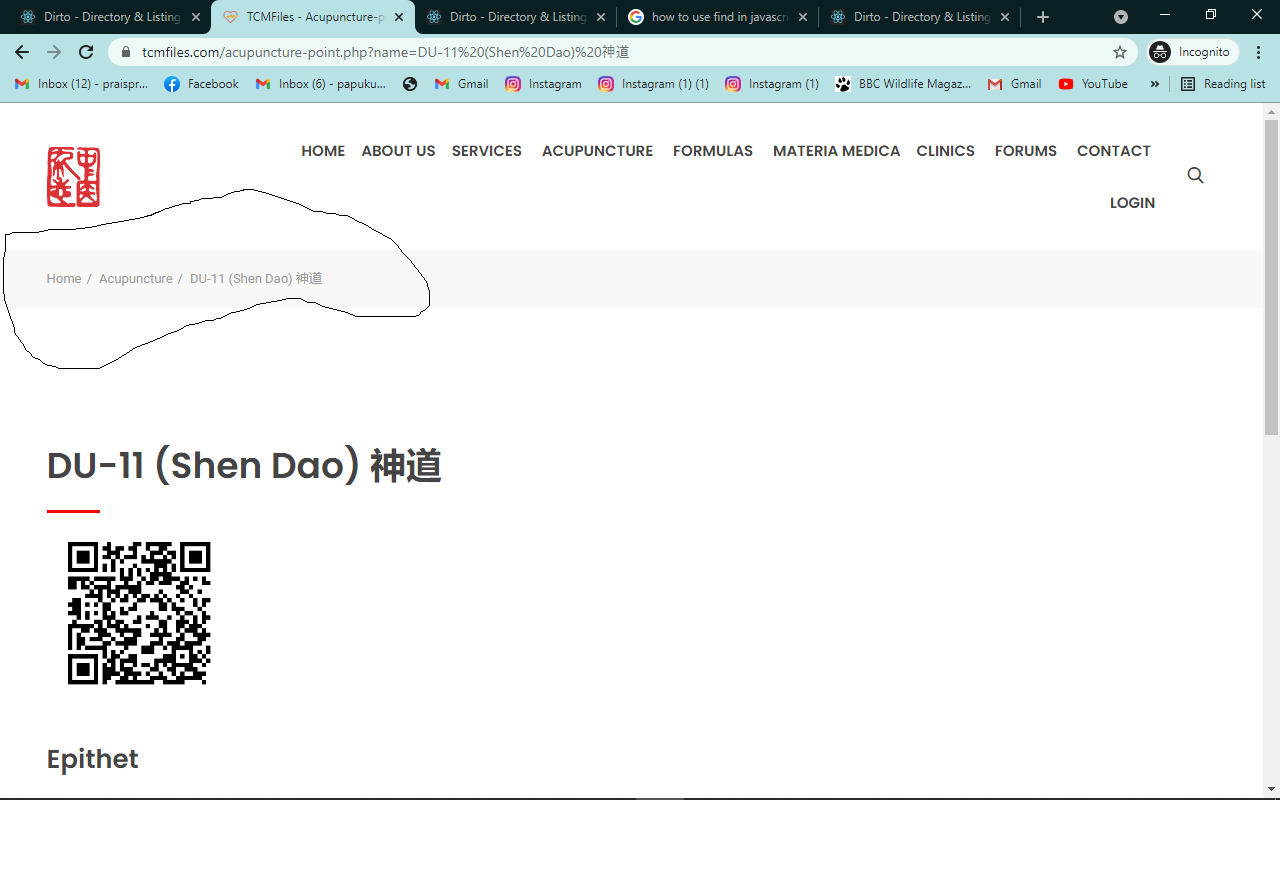 Dirto - Directory & Listing
TCMFiles - Acupuncture-p
Dirto - Directory & Listing
how to use find in javascri
Dirto - Directory & Listing
tcmfiles.com/acupuncture-point.php?name=DU-11%20(Shen%20Dao)%20神道
Incognito
Inbox (12) - praispr...
Facebook
Inbox (6) - papuku...
Gmail
Instagram
Instagram (1) (1)
Instagram (1)
BBC Wildlife Magaz...
Gmail
YouTube
»
Reading list
HOME ABOUT US SERVICES ACUPUNCTURE FORMULAS MATERIA MEDICA CLINICS FORUMS CONTACT
LOGIN
Home / Acupuncture / DU-11 (Shen Dao) 神道
DU-11 (Shen Dao) 神道
Epithet